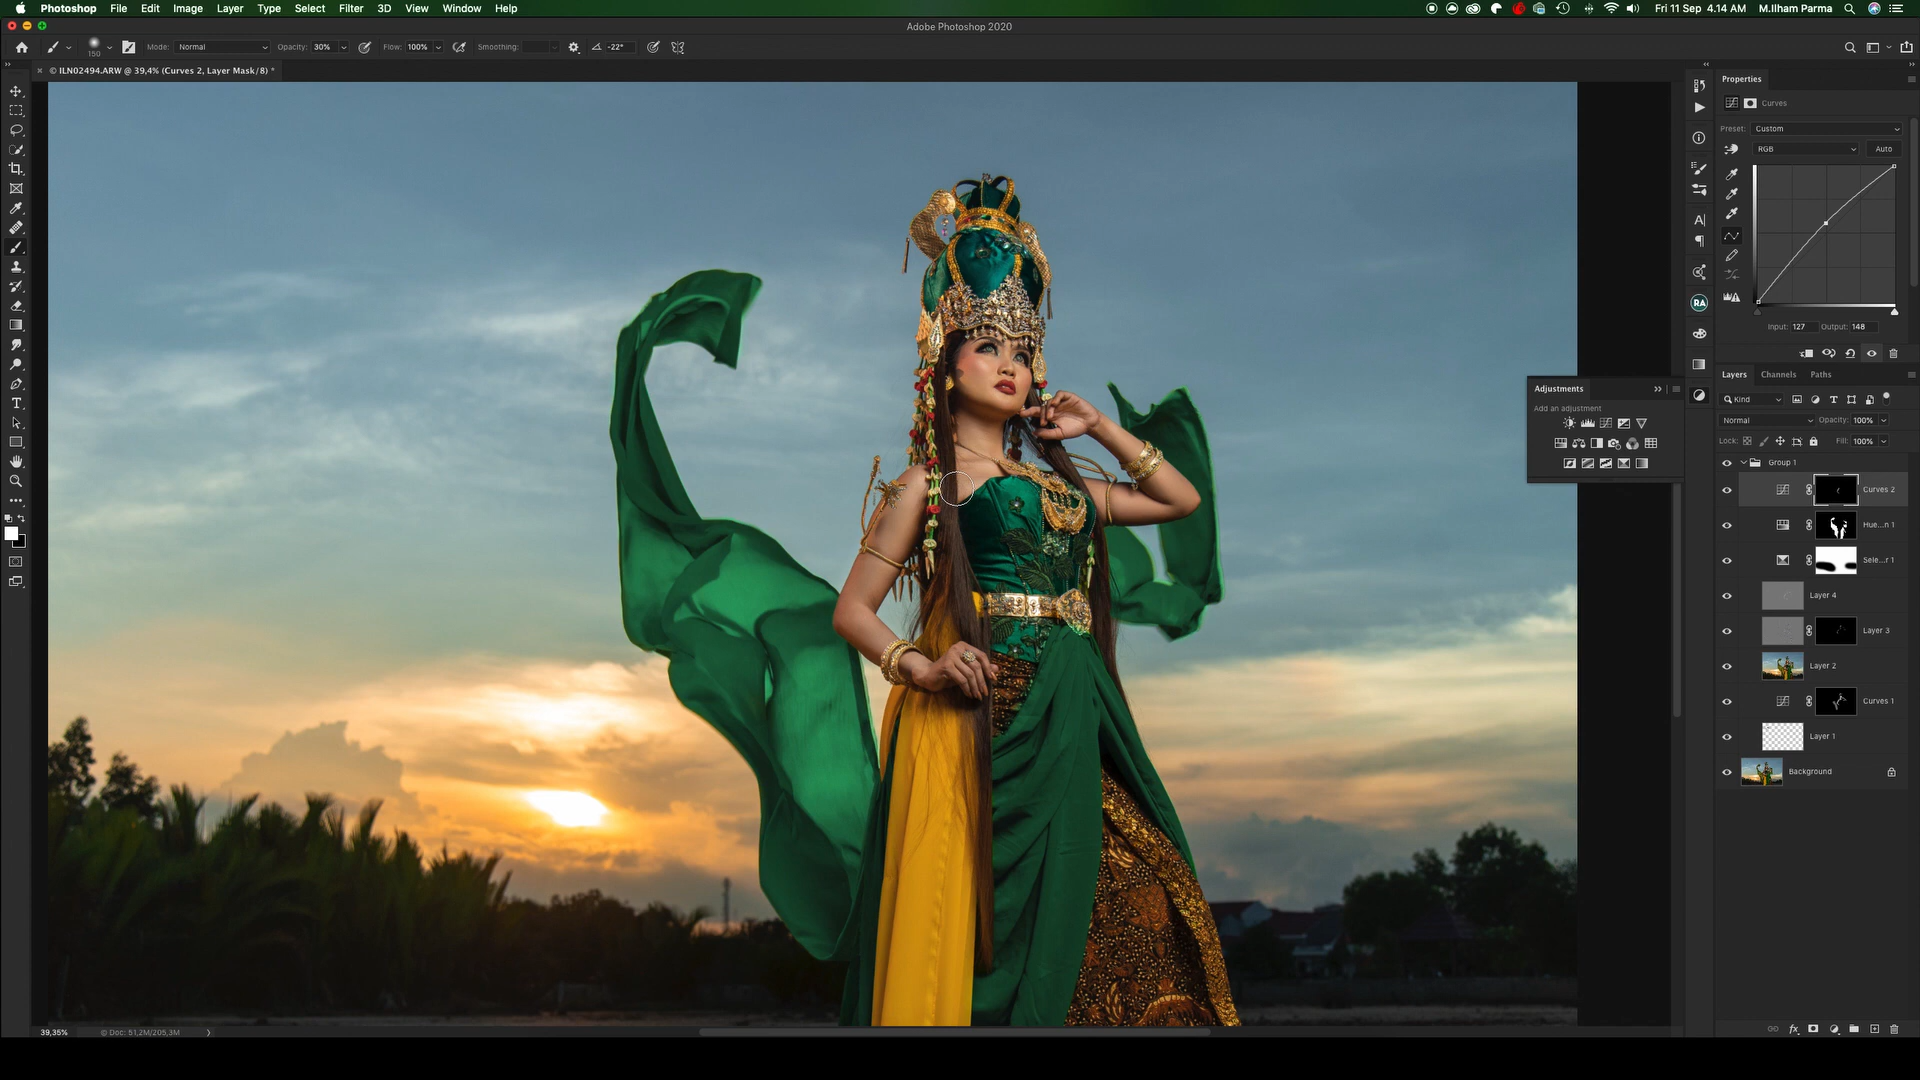 Photoshop File Edit Image Layer Type Select Filter 3D View Window Help Fri 11 Sep 4.14 AM M.Ilham Parma
Adobe Photoshop 2020
150 Mode: Normal Opacity: 30% Flow: 100% Smoothing: -22°
© ILN02494.ARW @ 39,4% (Curves 2, Layer Mask/8) *
Properties
Curves
Preset: Custom
RGB Auto
Input: 127 Output: 148
Layers Channels Paths
Kind
Normal Opacity: 100%
Lock: Fill: 100%
Group 1
Curves 2
Hue...n 1
Sele...r 1
Layer 4
Layer 3
Layer 2
Curves 1
Layer 1
Background
Adjustments
Add an adjustment
RA
39,35% © Doc: 51,2M/205,3M